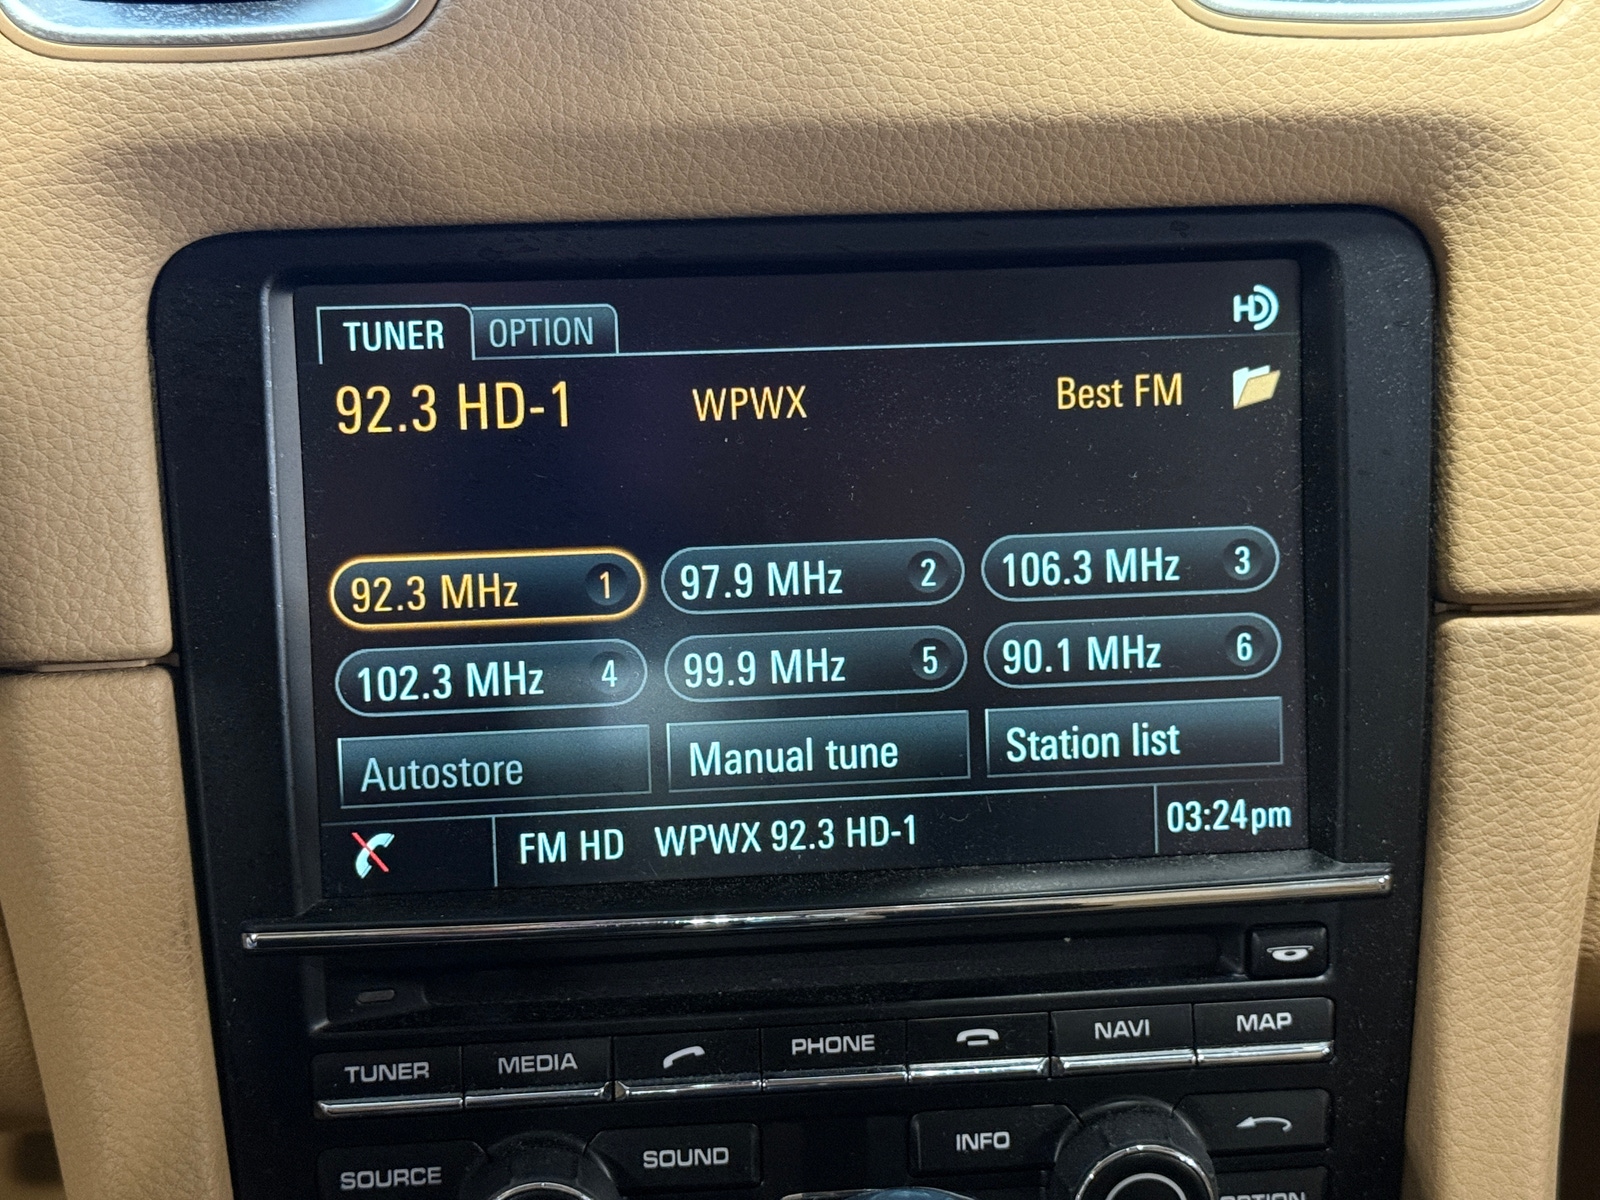 TUNER OPTION HD
92.3 HD-1 WPWX Best FM
92.3 MHz 1 97.9 MHz 2 106.3 MHz 3
102.3 MHz 4 99.9 MHz 5 90.1 MHz 6
Autostore Manual tune Station list
FM HD WPWX 92.3 HD-1 03:24pm
TUNER MEDIA PHONE NAVI MAP
SOURCE SOUND INFO
OPTION